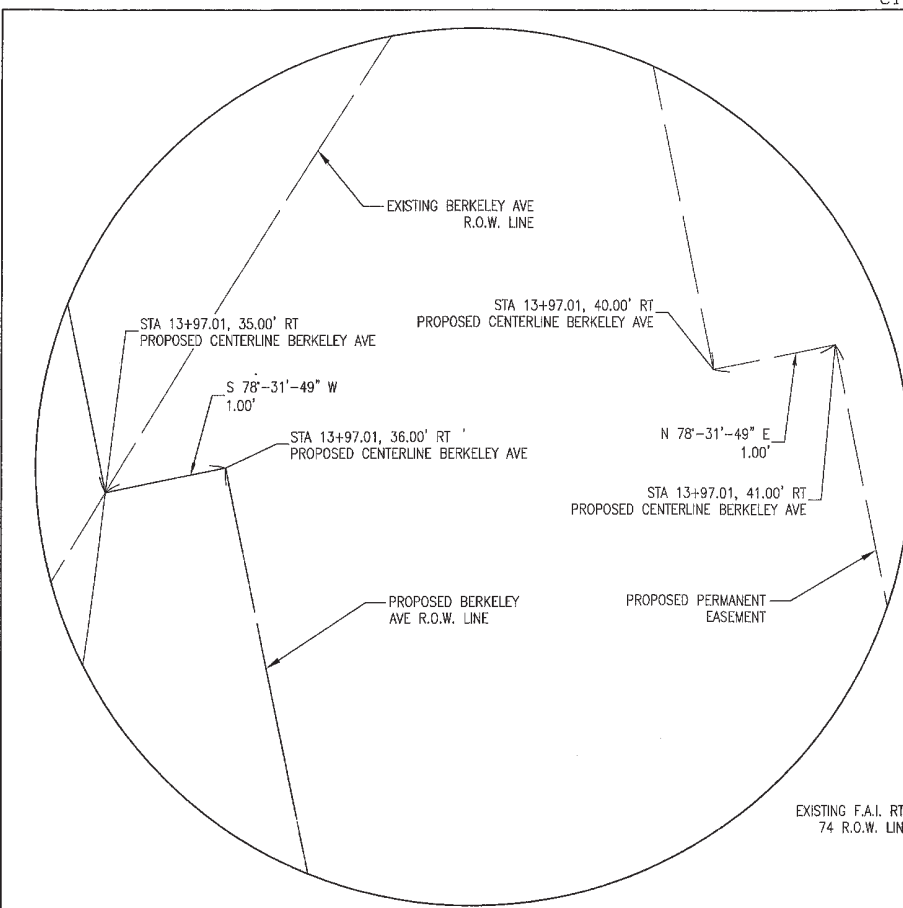 EXISTING BERKELEY AVE
R.O.W. LINE
STA 13+97.01, 35.00' RT
PROPOSED CENTERLINE BERKELEY AVE
STA 13+97.01, 40.00' RT
PROPOSED CENTERLINE BERKELEY AVE
S 78°-31'-49" W
1.00'
STA 13+97.01, 36.00' RT
PROPOSED CENTERLINE BERKELEY AVE
N 78°-31'-49" E
1.00'
STA 13+97.01, 41.00' RT
PROPOSED CENTERLINE BERKELEY AVE
PROPOSED BERKELEY
AVE R.O.W. LINE
PROPOSED PERMANENT
EASEMENT
EXISTING F.A.I. RT
74 R.O.W. LIN